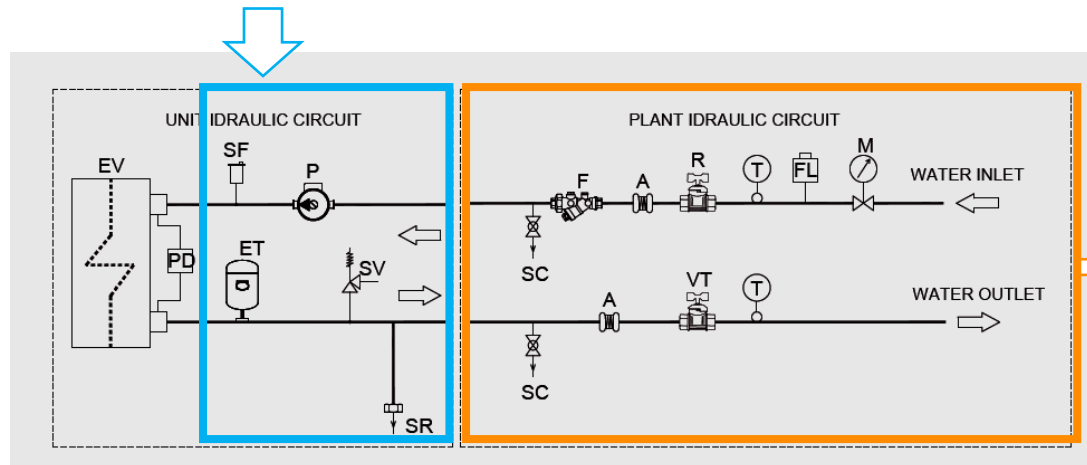 UNIT IDRAULIC CIRCUIT
PLANT IDRAULIC CIRCUIT
EV
SF
P
F
A
R
T
FL
M
WATER INLET
PD
ET
SV
SC
A
VT
T
WATER OUTLET
SC
SR